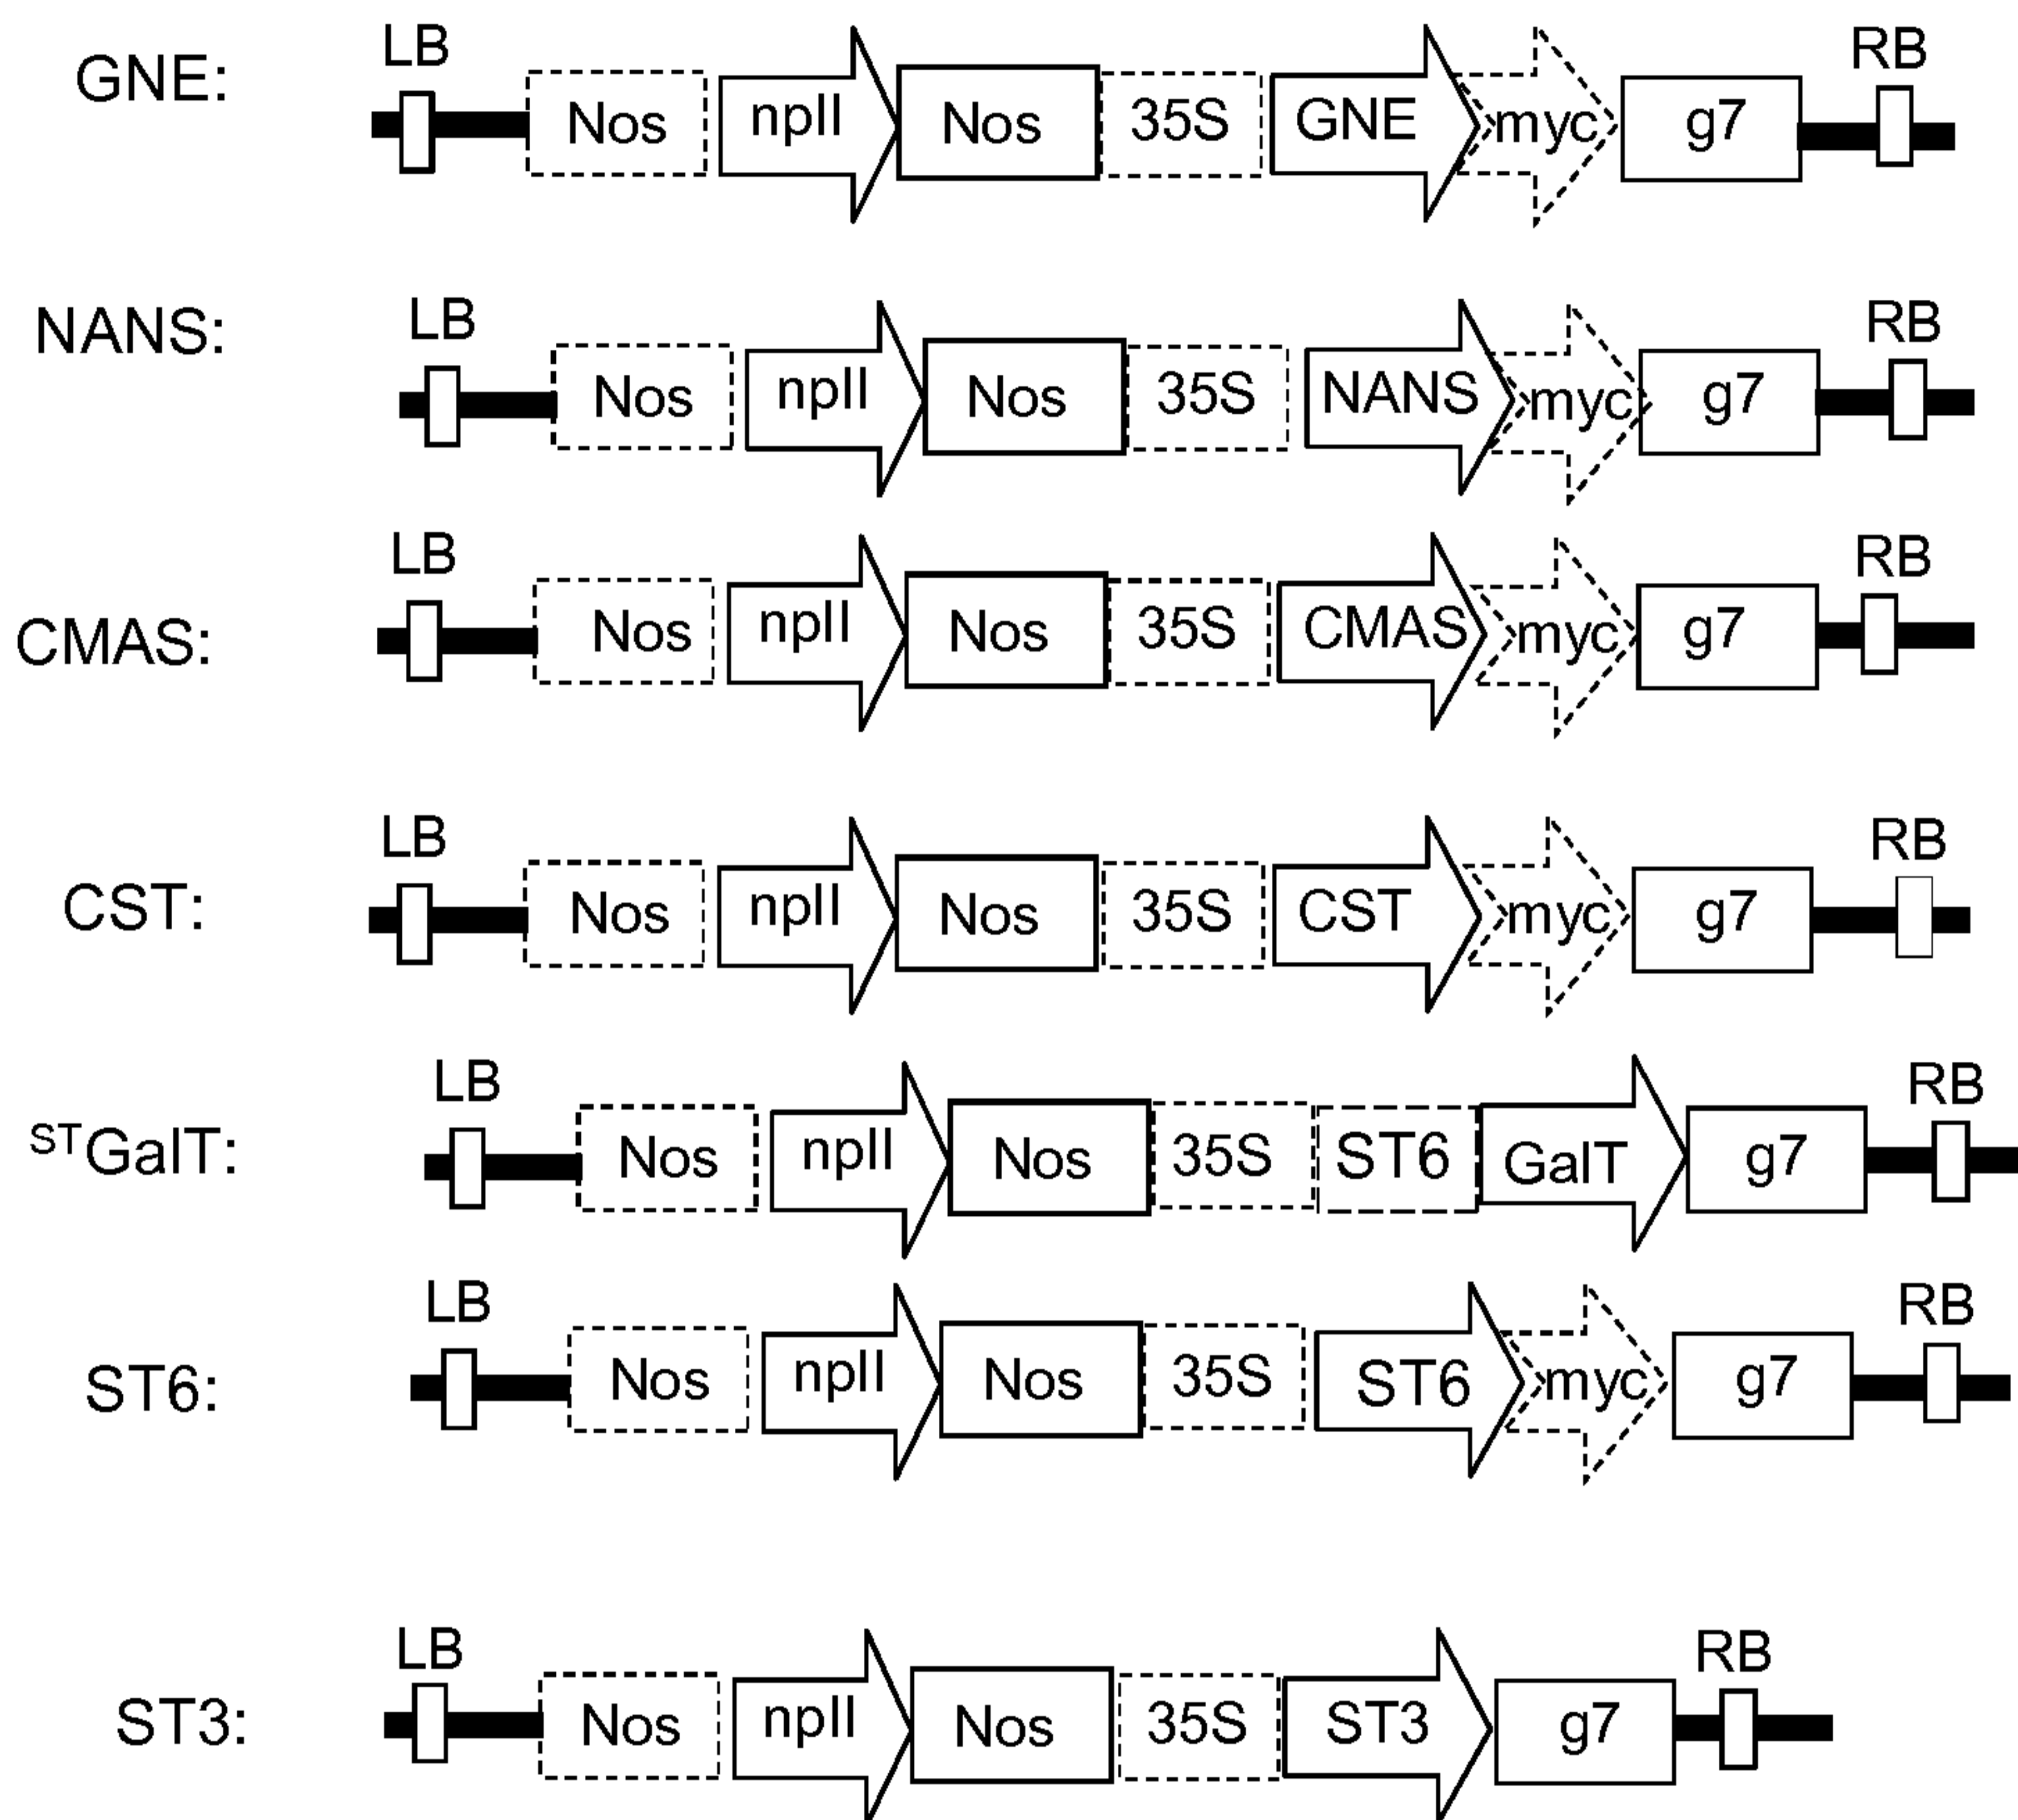 GNE: LB RB
Nos npII Nos 35S GNE myc g7
NANS: LB RB
Nos npII Nos 35S NANS myc g7
LB RB
CMAS: Nos npII Nos 35S CMAS myc g7
LB RB
CST: Nos npII Nos 35S CST myc g7
LB RB
STGalT: Nos npII Nos 35S ST6 GalT g7
LB RB
ST6: Nos npII Nos 35S ST6 myc g7
LB RB
ST3: Nos npII Nos 35S ST3 g7